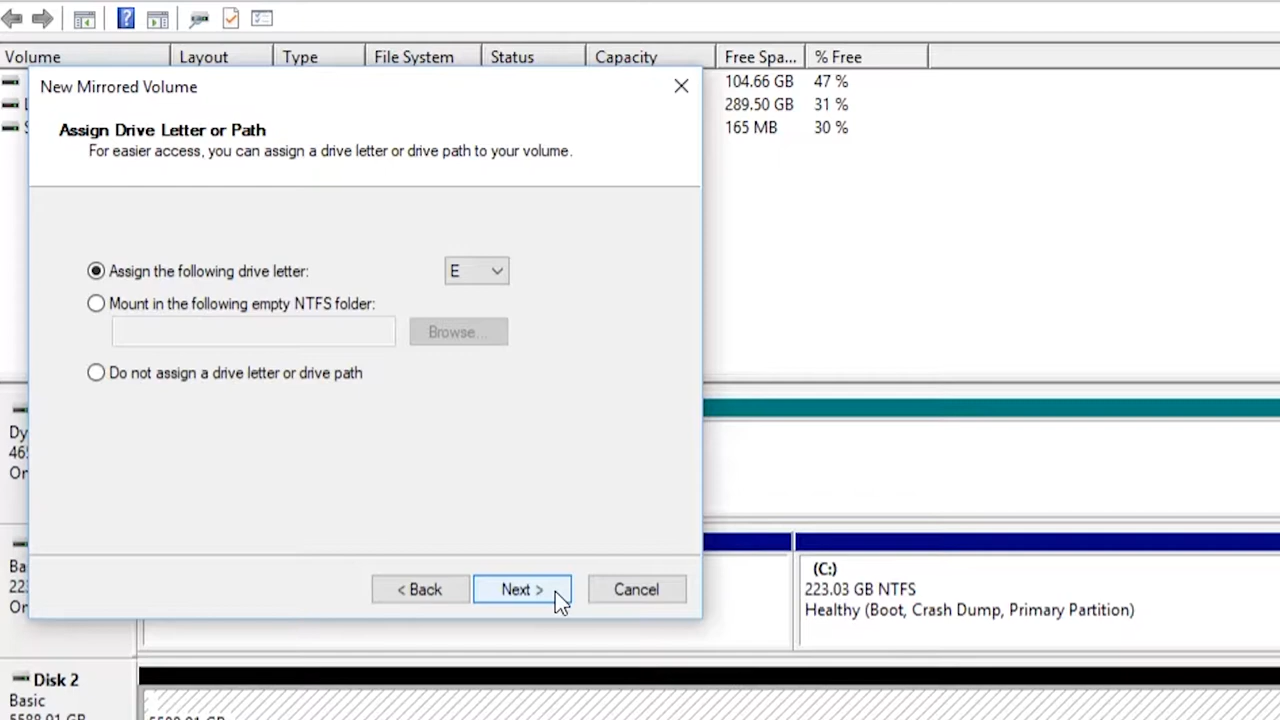 Volume Layout Type File System Status Capacity Free Spa... % Free
104.66 GB 47 %
289.50 GB 31 %
165 MB 30 %
New Mirrored Volume
Assign Drive Letter or Path
For easier access, you can assign a drive letter or drive path to your volume.
Assign the following drive letter: E
Mount in the following empty NTFS folder:
Browse...
Do not assign a drive letter or drive path
< Back Next > Cancel
(C:)
223.03 GB NTFS
Healthy (Boot, Crash Dump, Primary Partition)
Disk 2
Basic